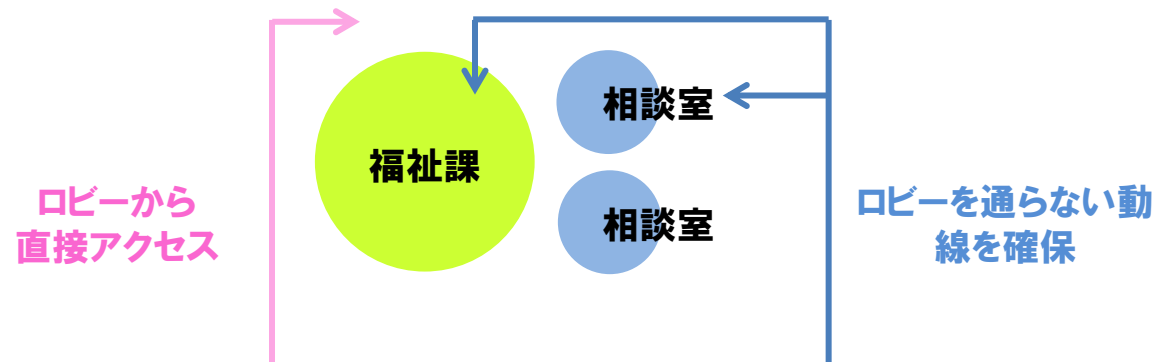 相談室
福祉課
ロビーから
直接アクセス
相談室
ロビーを通らない動
線を確保